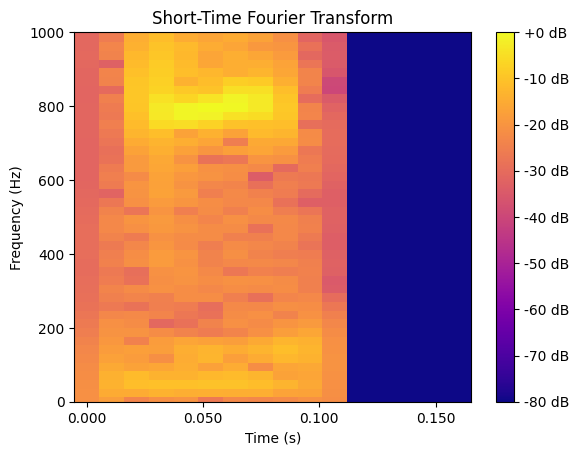 Short-Time Fourier Transform
1000
800
600
400
200
0
Frequency (Hz)
0.000
0.050
0.100
0.150
Time (s)
+0 dB
-10 dB
-20 dB
-30 dB
-40 dB
-50 dB
-60 dB
-70 dB
-80 dB